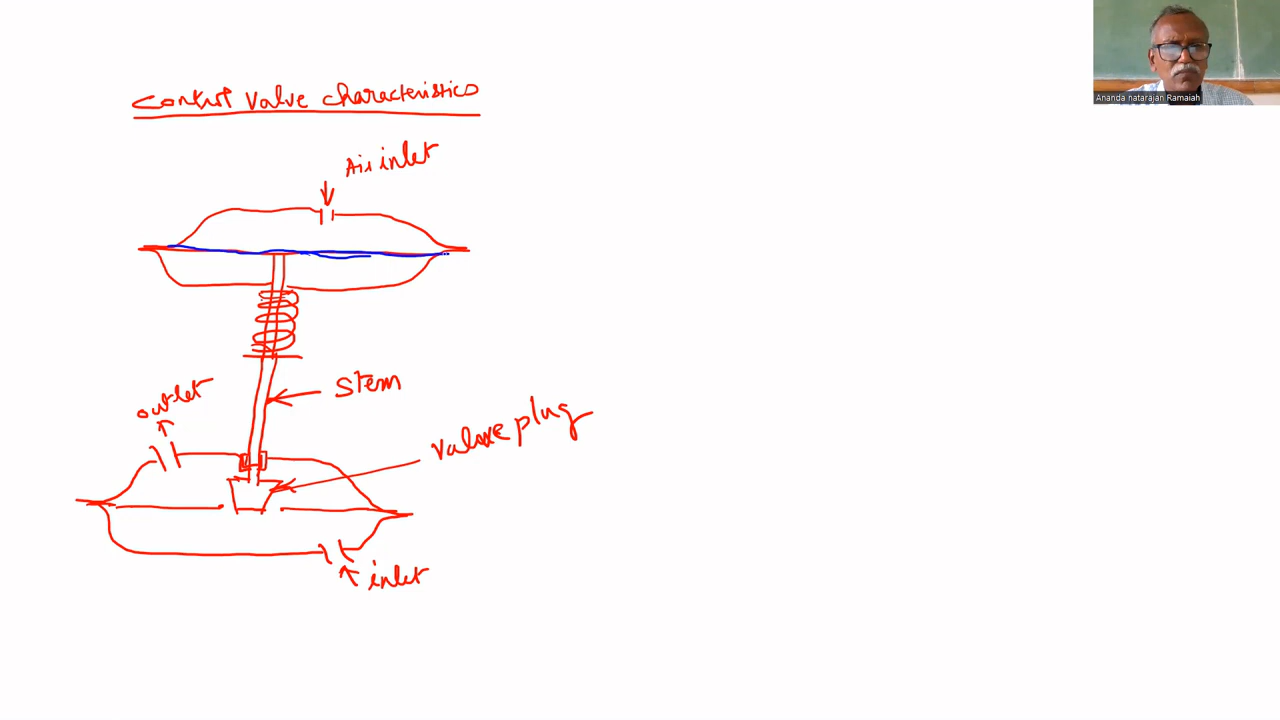 Control Valve characteristics
Air inlet
Stem
outlet
Valve plug
inlet
Ananda natarajan Ramaiah